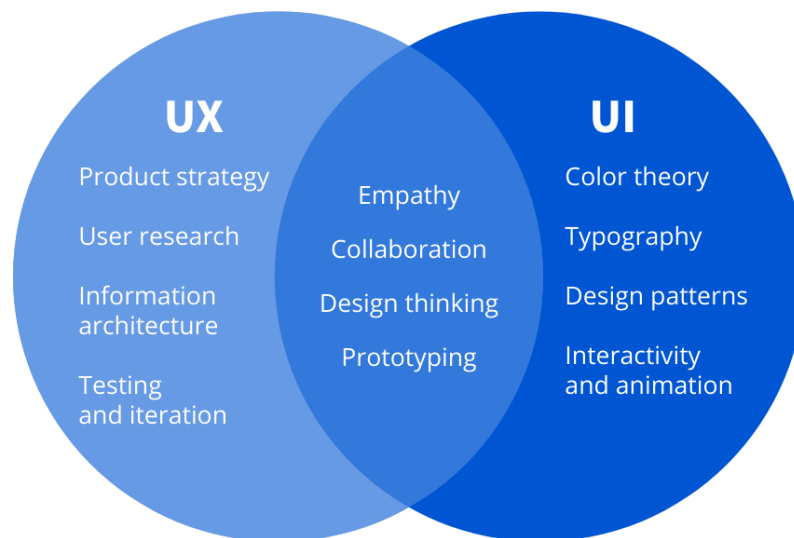 UX
Product strategy
User research
Information
architecture
Testing
and iteration
Empathy
Collaboration
Design thinking
Prototyping
UI
Color theory
Typography
Design patterns
Interactivity
and animation